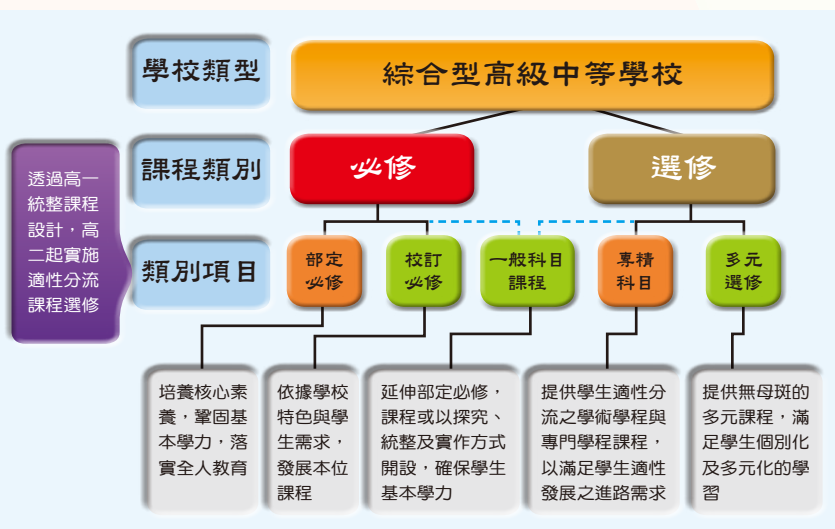 學校類型
綜合型高級中等學校
課程類別
必修
選修
透過高一
統整課程
設計，高
二起實施
適性分流
課程選修
類別項目
部定
必修
校訂
必修
一般科目
課程
專精
科目
多元
選修
培養核心素
養，鞏固基
本學力，落
實全人教育
依據學校
特色與學
生需求，
發展本位
課程
延伸部定必修，
課程或以探究、
統整及實作方式
開設，確保學生
基本學力
提供學生適性分
流之學術學程與
專門學程課程，
以滿足學生適性
發展之進路需求
提供無母斑的
多元課程，滿
足學生個別化
及多元化的學
習